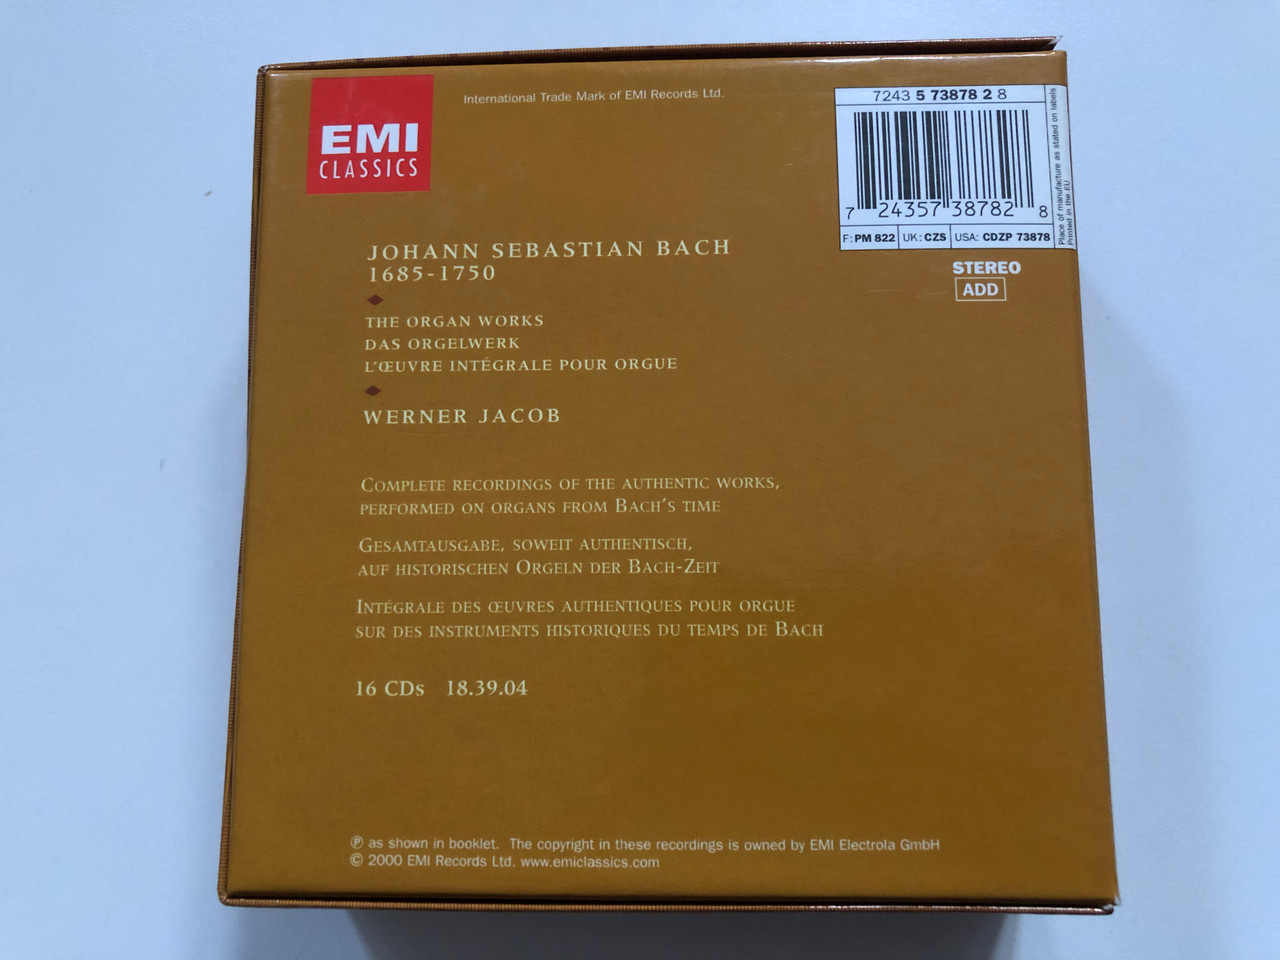 International Trade Mark of EMI Records Ltd.
EMI
CLASSICS
7243 5 73878 2 8
7 24357 38782 8
F: PM 822 UK: CZS USA: CDZP 73878
Place of manufacture as stated on labels
Printed in the EU
STEREO
ADD
JOHANN SEBASTIAN BACH
1685-1750
THE ORGAN WORKS
DAS ORGELWERK
L'ŒUVRE INTÉGRALE POUR ORGUE
WERNER JACOB
COMPLETE RECORDINGS OF THE AUTHENTIC WORKS,
PERFORMED ON ORGANS FROM BACH'S TIME
GESAMTAUSGABE, SOWEIT AUTHENTISCH,
AUF HISTORISCHEN ORGELN DER BACH-ZEIT
INTÉGRALE DES ŒUVRES AUTHENTIQUES POUR ORGUE
SUR DES INSTRUMENTS HISTORIQUES DU TEMPS DE BACH
16 CDs 18.39.04
℗ as shown in booklet. The copyright in these recordings is owned by EMI Electrola GmbH
© 2000 EMI Records Ltd. www.emiclassics.com